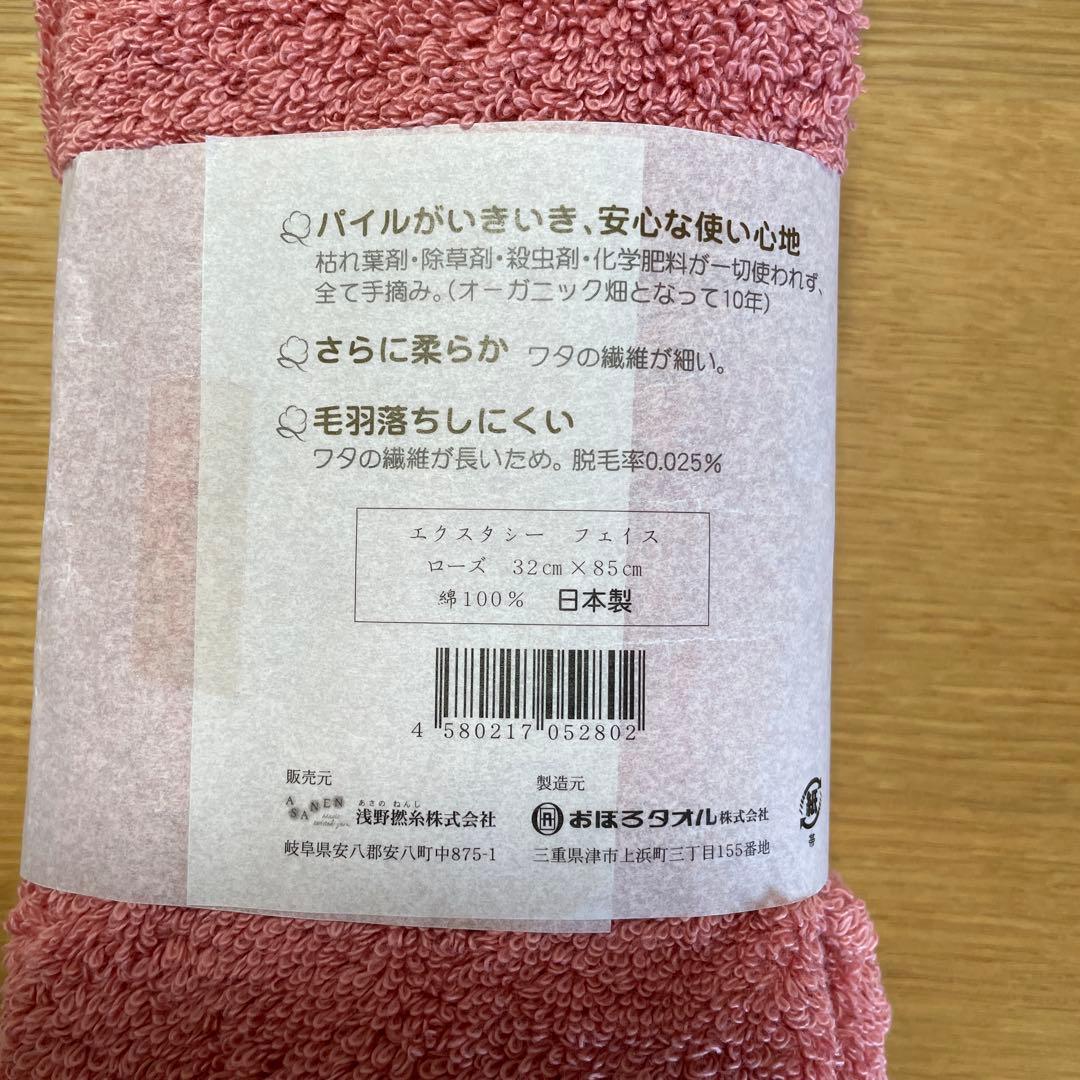 パイルがいきいき、安心な使い心地
枯れ葉剤・除草剤・殺虫剤・化学肥料が一切使われず、
全て手摘み。(オーガニック畑となって10年)
さらに柔らか ワタの繊維が細い。
毛羽落ちしにくい
ワタの繊維が長いため。脱毛率0.025%
エクスタシー フェイス
ローズ 32cm×85cm
綿100% 日本製
4 580217 052802
販売元
ASANEN
あさの ねんし
浅野撚糸株式会社
岐阜県安八郡安八町中875-1
製造元
おぼろタオル株式会社
三重県津市上浜町三丁目155番地
紙
帯